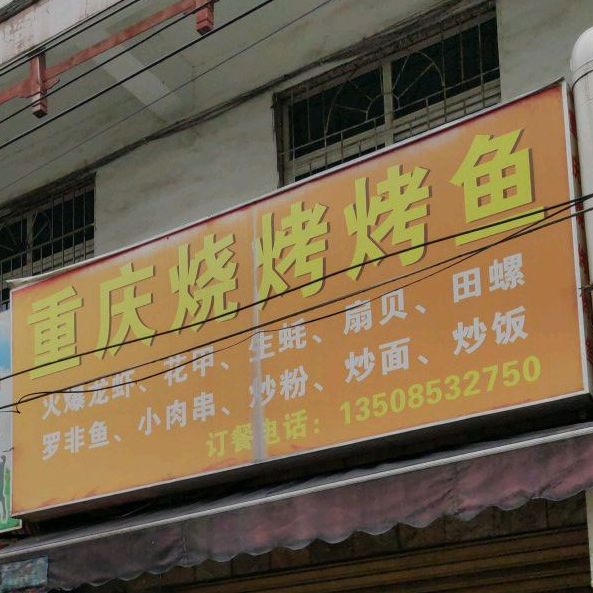 重庆烧烤烤鱼
火爆龙虾、花甲、生蚝、扇贝、田螺
罗非鱼、小肉串、炒粉、炒面、炒饭
订餐电话：13508532750